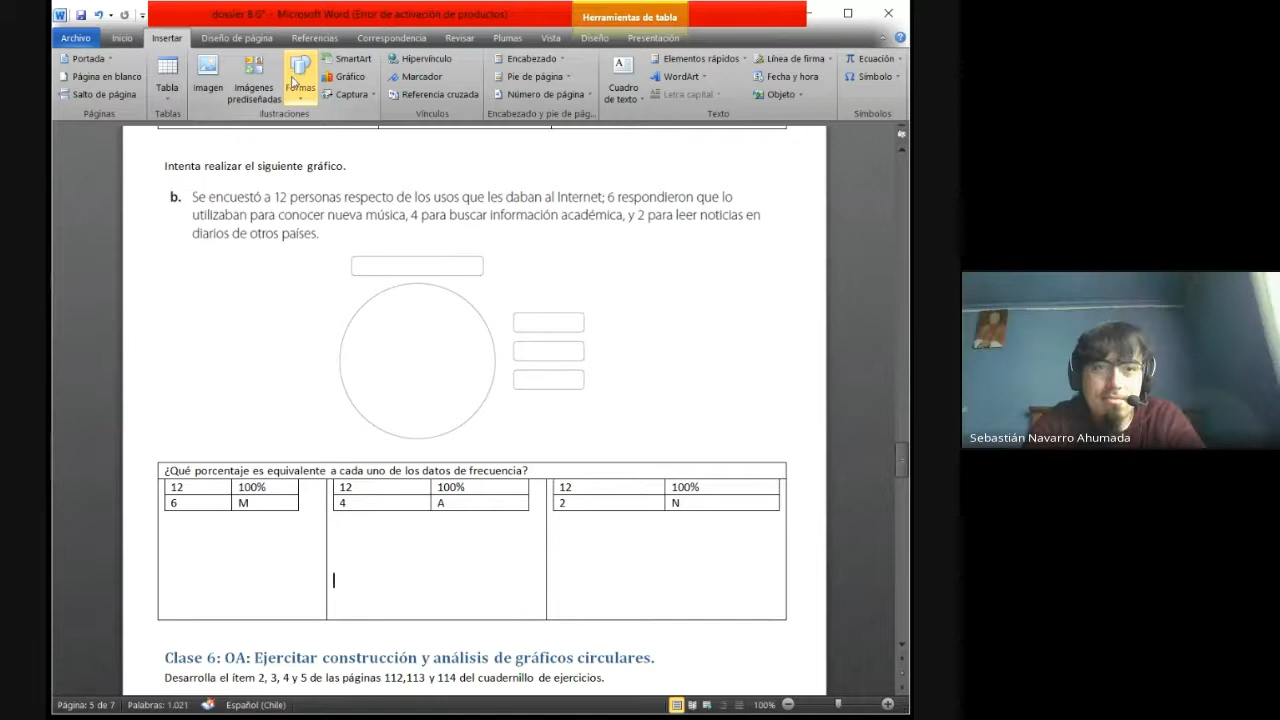 dossier 8.6° - Microsoft Word (Error de activación de productos)
Herramientas de tabla
Archivo Inicio Insertar Diseño de página Referencias Correspondencia Revisar Plumas Vista Diseño Presentación
Portada
Página en blanco
Salto de página
Páginas
Tabla
Tablas
Imagen
Imágenes prediseñadas
Formas
SmartArt
Gráfico
Captura
Ilustraciones
Hipervínculo
Marcador
Referencia cruzada
Vínculos
Encabezado
Pie de página
Número de página
Encabezado y pie de pág...
Cuadro de texto
Elementos rápidos
WordArt
Letra capital
Línea de firma
Fecha y hora
Objeto
Texto
Ecuación
Símbolo
Símbolos
Intenta realizar el siguiente gráfico.
b. Se encuestó a 12 personas respecto de los usos que les daban al Internet; 6 respondieron que lo
utilizaban para conocer nueva música, 4 para buscar información académica, y 2 para leer noticias en
diarios de otros países.
¿Qué porcentaje es equivalente a cada uno de los datos de frecuencia?
12 100% 12 100% 12 100%
6 M 4 A 2 N
Clase 6: OA: Ejercitar construcción y análisis de gráficos circulares.
Desarrolla el ítem 2, 3, 4 y 5 de las páginas 112,113 y 114 del cuadernillo de ejercicios.
Página: 5 de 7 Palabras: 1.021 Español (Chile) 100%
Sebastián Navarro Ahumada